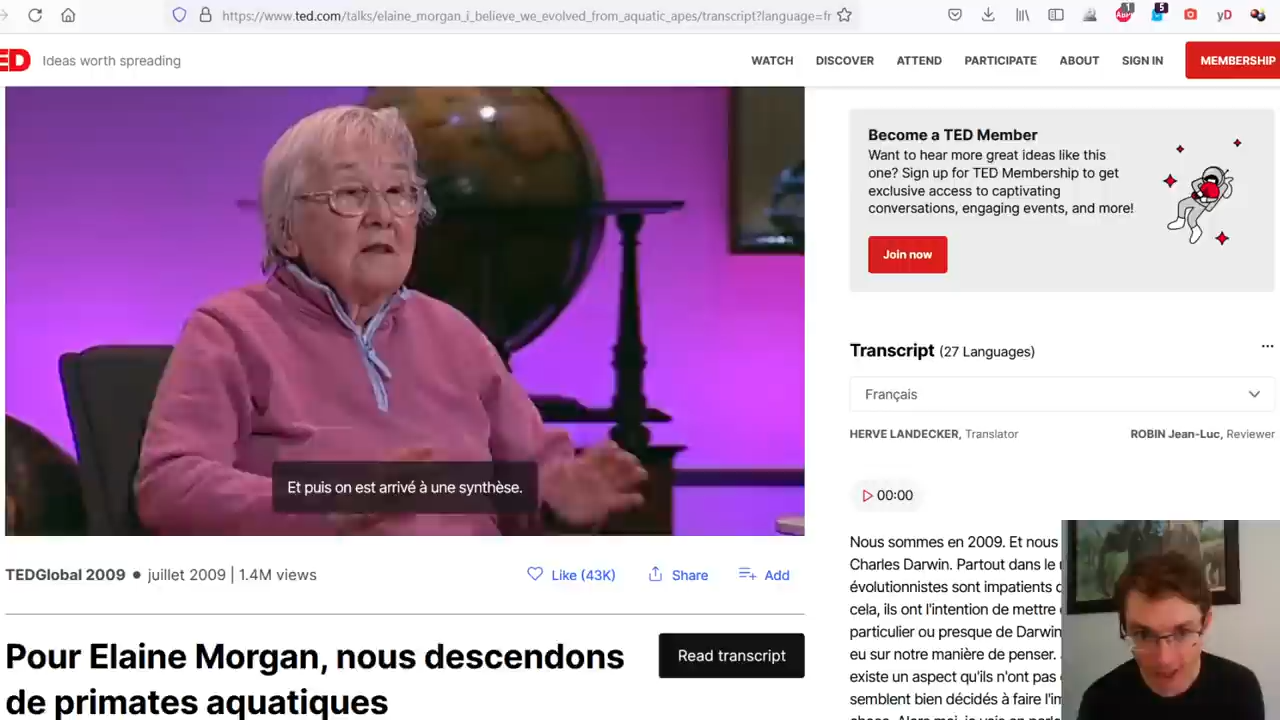 https://www.ted.com/talks/elaine_morgan_i_believe_we_evolved_from_aquatic_apes/transcript?language=fr
1
5
yD
ED
Ideas worth spreading
WATCH
DISCOVER
ATTEND
PARTICIPATE
ABOUT
SIGN IN
MEMBERSHIP
Et puis on est arrivé à une synthèse.
TEDGlobal 2009 • juillet 2009 | 1.4M views
Like (43K)
Share
Add
Pour Elaine Morgan, nous descendons
de primates aquatiques
Read transcript
Become a TED Member
Want to hear more great ideas like this
one? Sign up for TED Membership to get
exclusive access to captivating
conversations, engaging events, and more!
Join now
Transcript (27 Languages)
...
Français
HERVE LANDECKER, Translator
ROBIN Jean-Luc, Reviewer
00:00
Nous sommes en 2009. Et nous
Charles Darwin. Partout dans le
évolutionnistes sont impatients
cela, ils ont l'intention de mettre
particulier ou presque de Darwin
eu sur notre manière de penser.
existe un aspect qu'ils n'ont pas
semblent bien décidés à faire l'im